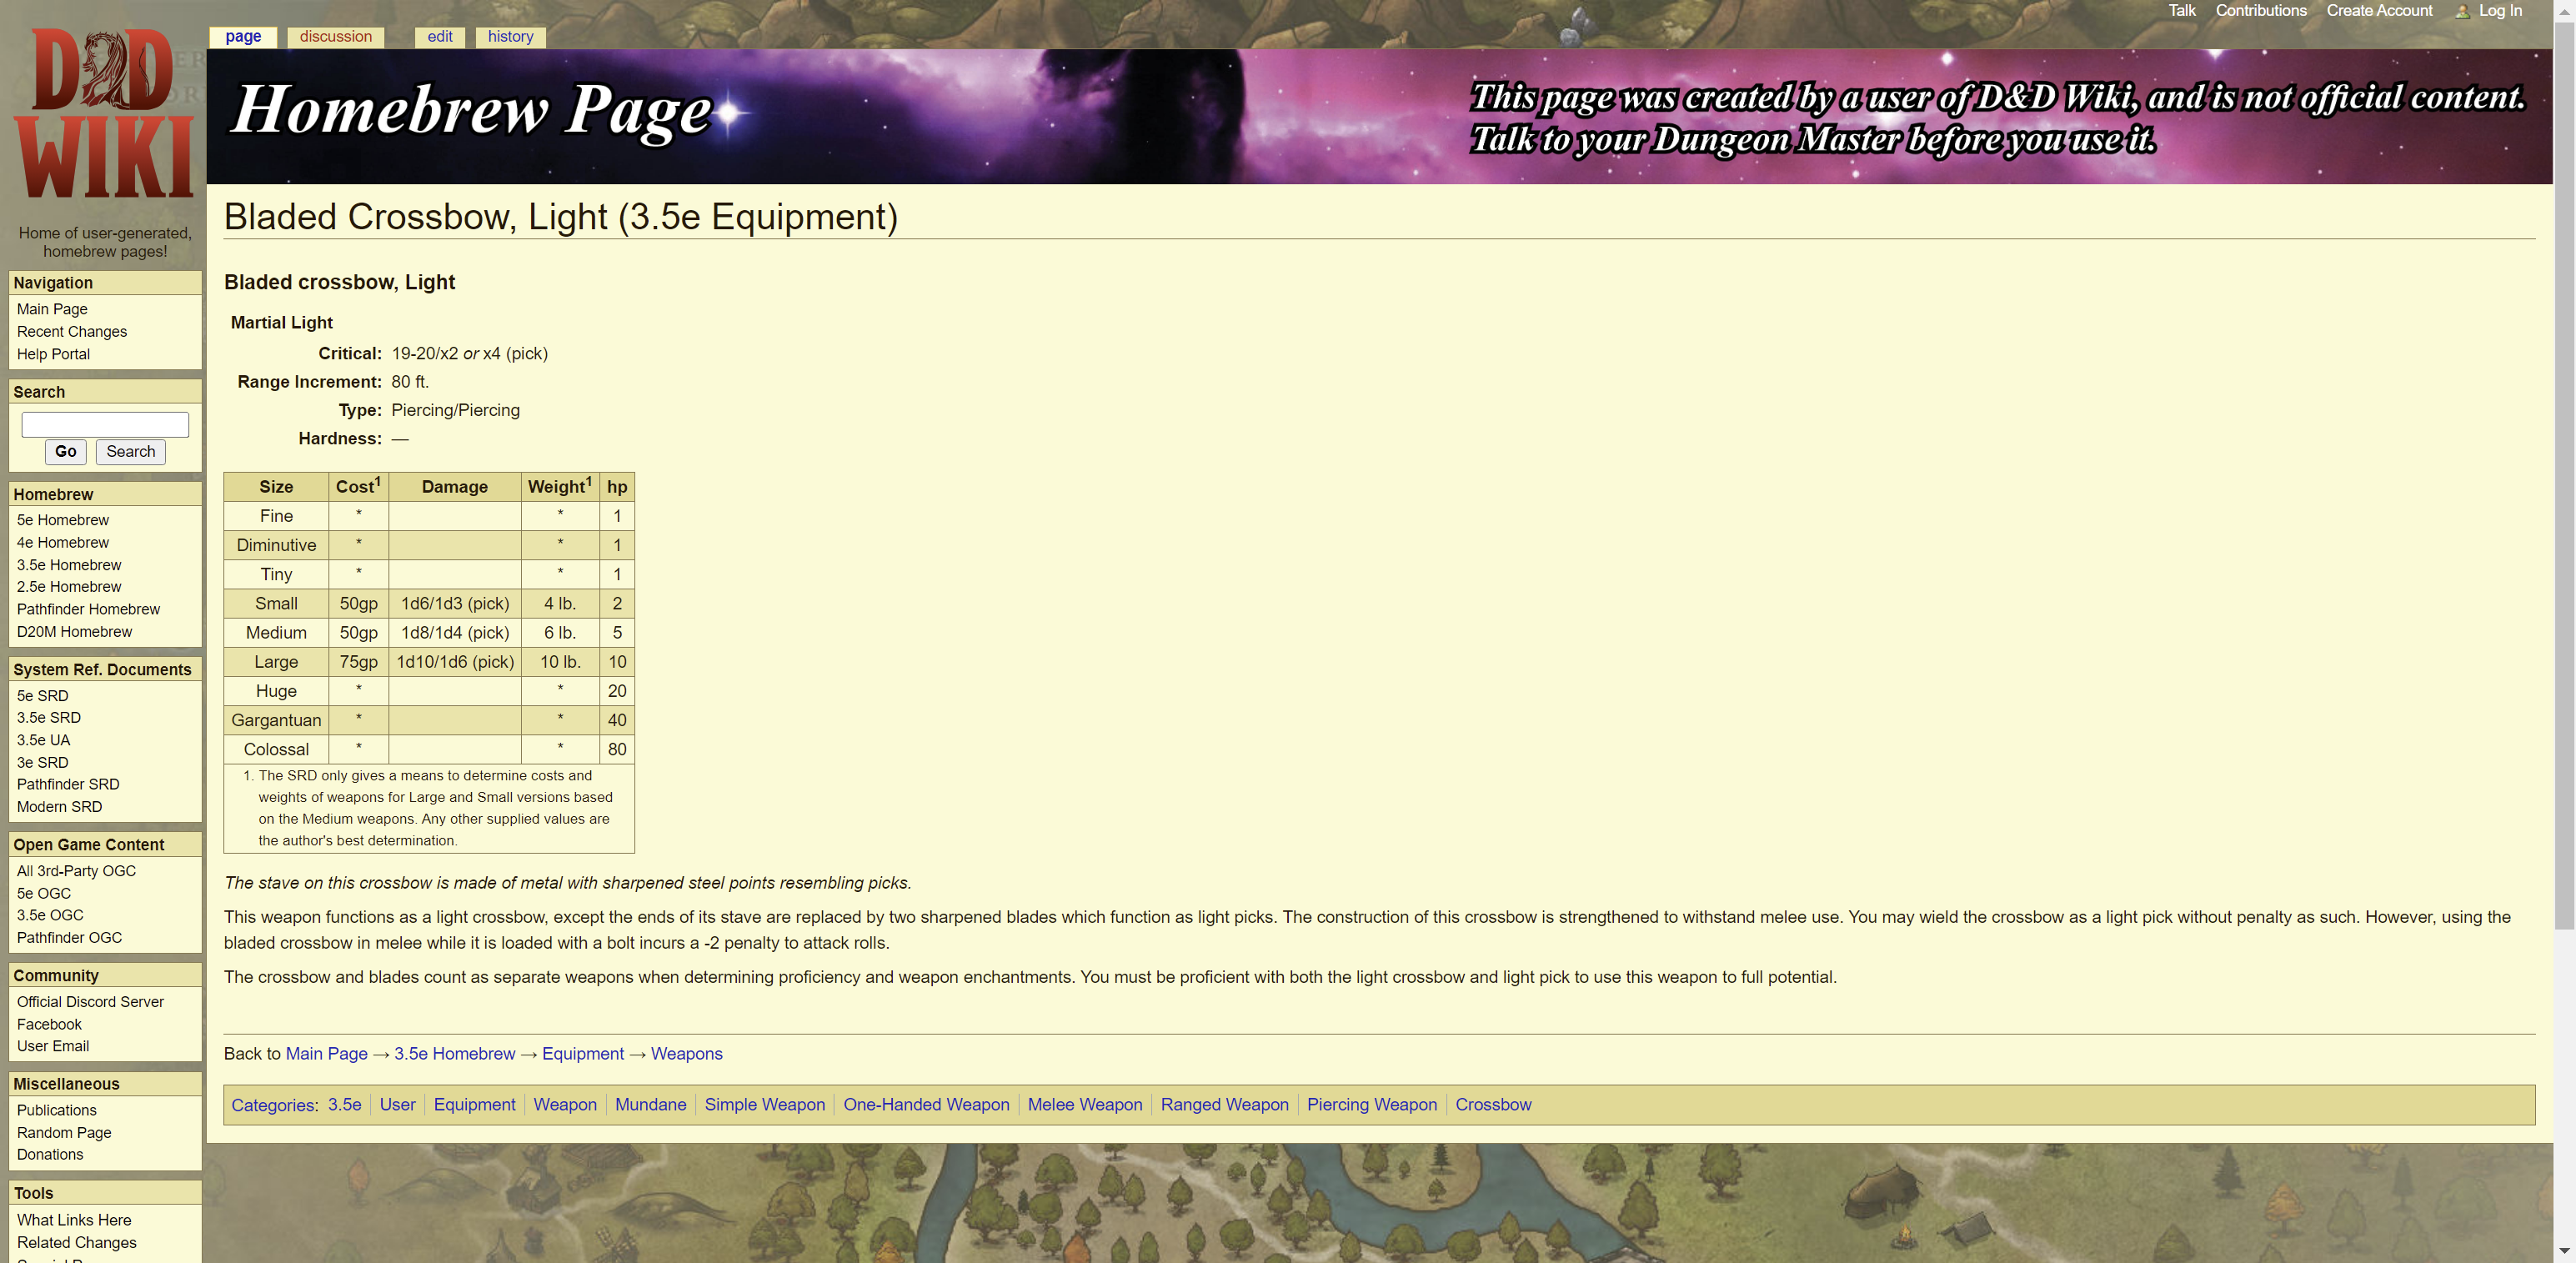 Talk Contributions Create Account Log In
page discussion edit history
D&D
WIKI
Home of user-generated,
homebrew pages!
Homebrew Page
This page was created by a user of D&D Wiki, and is not official content.
Talk to your Dungeon Master before you use it.
Navigation
Main Page
Recent Changes
Help Portal
Search
Go Search
Homebrew
5e Homebrew
4e Homebrew
3.5e Homebrew
2.5e Homebrew
Pathfinder Homebrew
D20M Homebrew
System Ref. Documents
5e SRD
3.5e SRD
3.5e UA
3e SRD
Pathfinder SRD
Modern SRD
Open Game Content
All 3rd-Party OGC
5e OGC
3.5e OGC
Pathfinder OGC
Community
Official Discord Server
Facebook
User Email
Miscellaneous
Publications
Random Page
Donations
Tools
What Links Here
Related Changes
Bladed Crossbow, Light (3.5e Equipment)
Bladed crossbow, Light
Martial Light
Critical: 19-20/x2 or x4 (pick)
Range Increment: 80 ft.
Type: Piercing/Piercing
Hardness: —
Size Cost1 Damage Weight1 hp
Fine * * 1
Diminutive * * 1
Tiny * * 1
Small 50gp 1d6/1d3 (pick) 4 lb. 2
Medium 50gp 1d8/1d4 (pick) 6 lb. 5
Large 75gp 1d10/1d6 (pick) 10 lb. 10
Huge * * 20
Gargantuan * * 40
Colossal * * 80
1. The SRD only gives a means to determine costs and
weights of weapons for Large and Small versions based
on the Medium weapons. Any other supplied values are
the author's best determination.
The stave on this crossbow is made of metal with sharpened steel points resembling picks.
This weapon functions as a light crossbow, except the ends of its stave are replaced by two sharpened blades which function as light picks. The construction of this crossbow is strengthened to withstand melee use. You may wield the crossbow as a light pick without penalty as such. However, using the
bladed crossbow in melee while it is loaded with a bolt incurs a -2 penalty to attack rolls.
The crossbow and blades count as separate weapons when determining proficiency and weapon enchantments. You must be proficient with both the light crossbow and light pick to use this weapon to full potential.
Back to Main Page → 3.5e Homebrew → Equipment → Weapons
Categories: 3.5e | User | Equipment | Weapon | Mundane | Simple Weapon | One-Handed Weapon | Melee Weapon | Ranged Weapon | Piercing Weapon | Crossbow